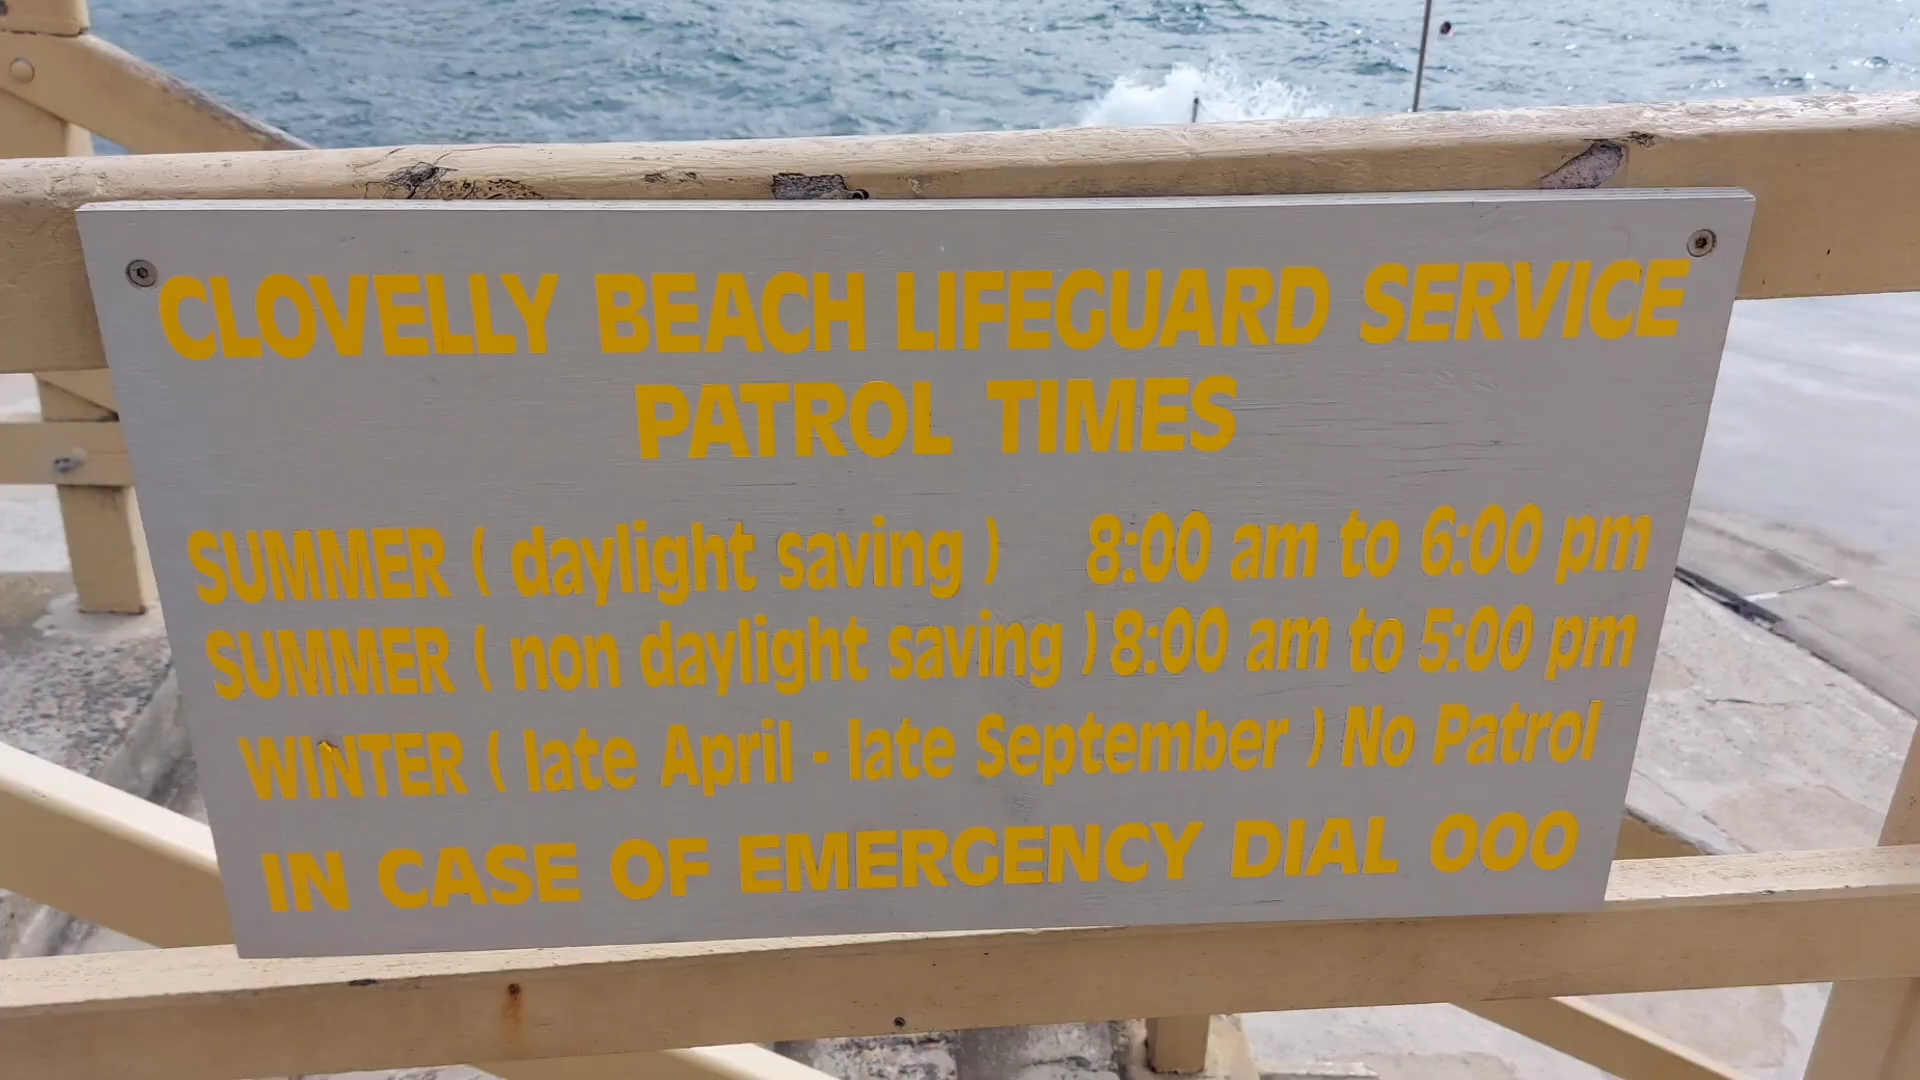 CLOVELLY BEACH LIFEGUARD SERVICE
PATROL TIMES
SUMMER ( daylight saving ) 8:00 am to 6:00 pm
SUMMER ( non daylight saving ) 8:00 am to 5:00 pm
WINTER ( late April - late September ) No Patrol
IN CASE OF EMERGENCY DIAL OOO